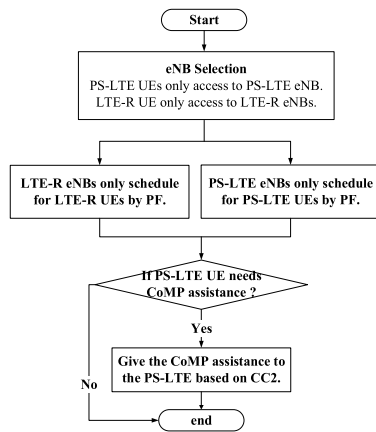 Start
eNB Selection
PS-LTE UEs only access to PS-LTE eNB.
LTE-R UE only access to LTE-R eNBs.
LTE-R eNBs only schedule
for LTE-R UEs by PF.
PS-LTE eNBs only schedule
for PS-LTE UEs by PF.
If PS-LTE UE needs
CoMP assistance ?
Yes
Give the CoMP assistance to
the PS-LTE based on CC2.
No
end